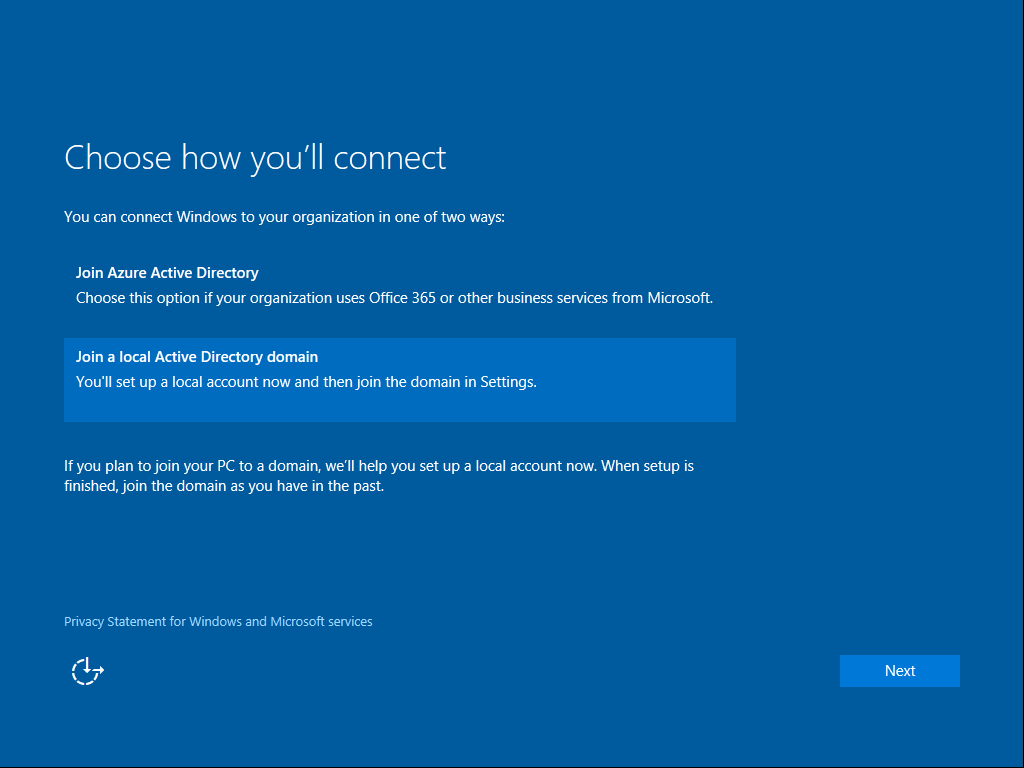 Choose how you’ll connect
You can connect Windows to your organization in one of two ways:
Join Azure Active Directory
Choose this option if your organization uses Office 365 or other business services from Microsoft.
Join a local Active Directory domain
You'll set up a local account now and then join the domain in Settings.
If you plan to join your PC to a domain, we’ll help you set up a local account now. When setup is
finished, join the domain as you have in the past.
Privacy Statement for Windows and Microsoft services
Next